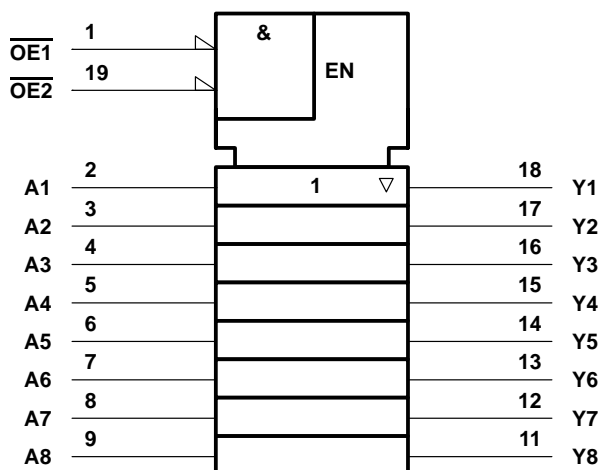 &
1
OE1
19
OE2
EN
2 18
A1 1 ▽ Y1
3 17
A2 Y2
4 16
A3 Y3
5 15
A4 Y4
6 14
A5 Y5
7 13
A6 Y6
8 12
A7 Y7
9 11
A8 Y8